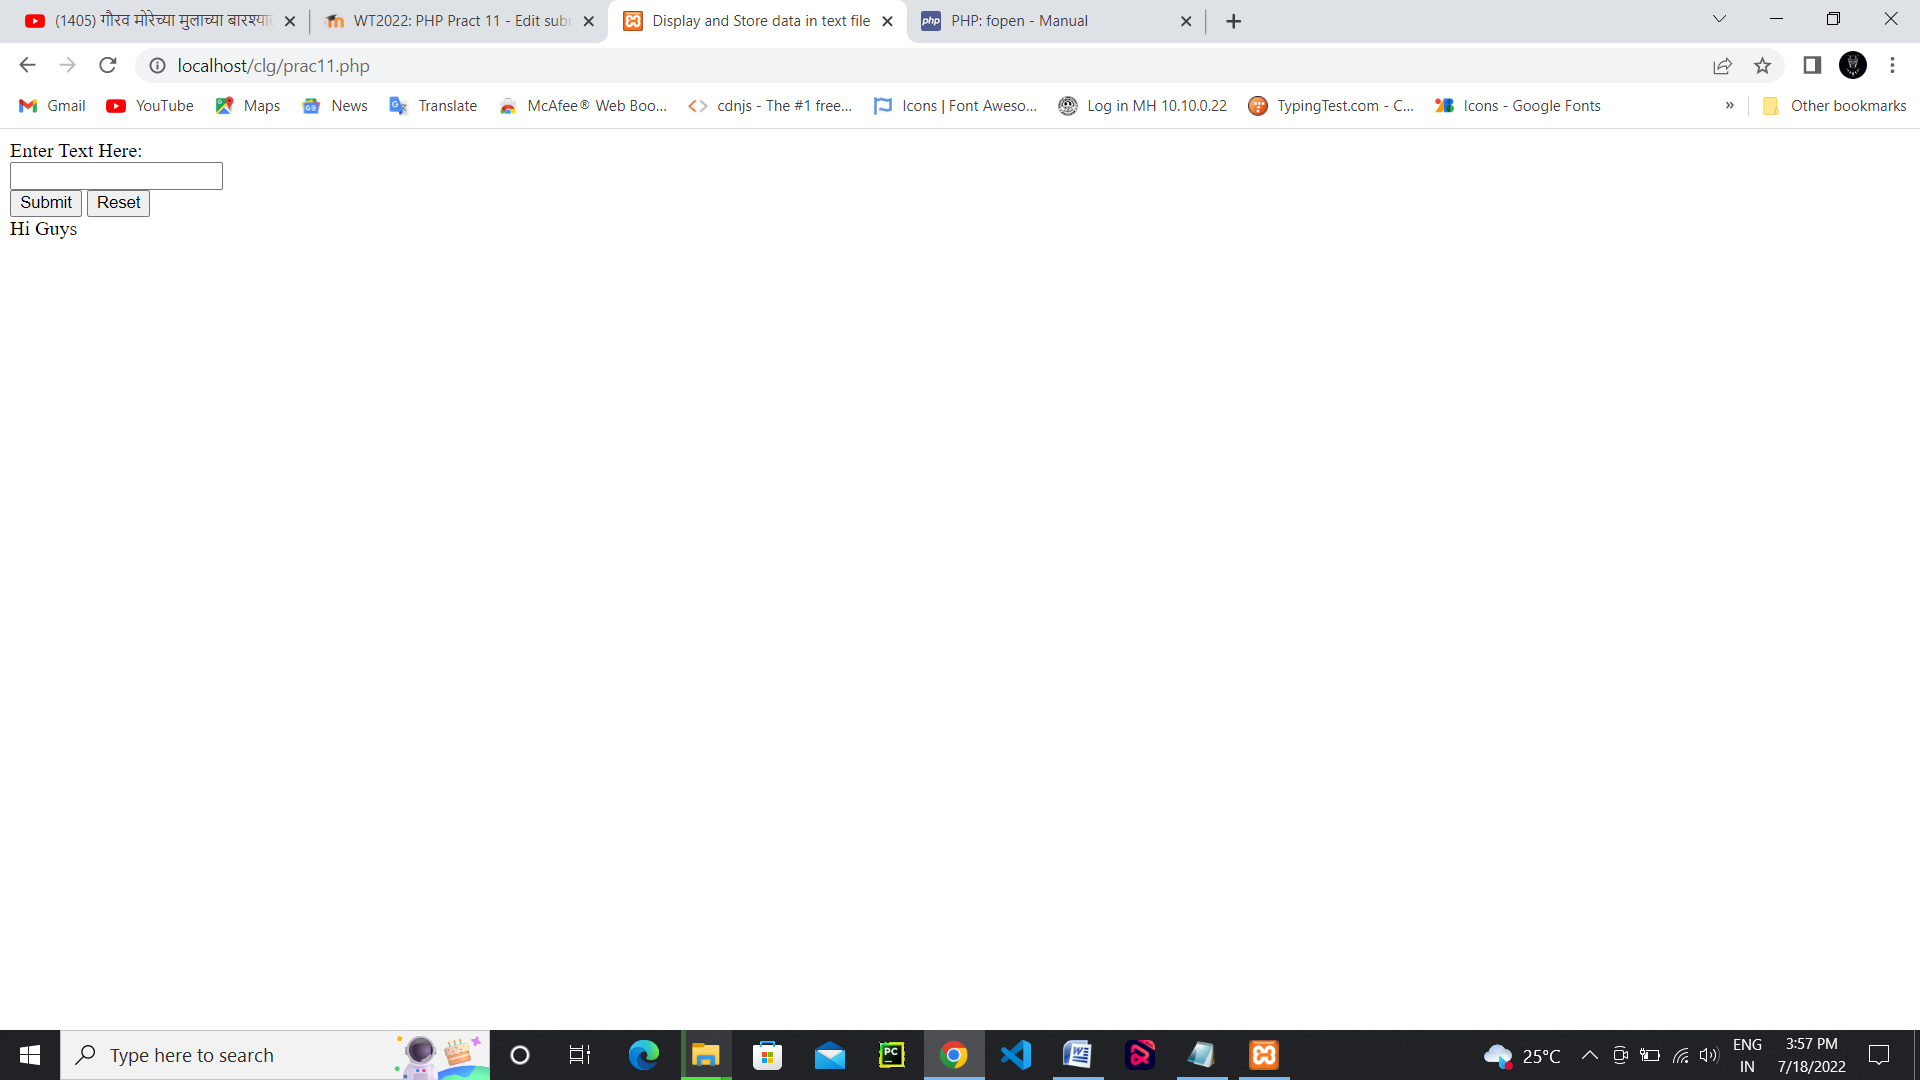 (1405) गौरव मोरेच्या मुलाच्या बारश्या
WT2022: PHP Pract 11 - Edit sub
Display and Store data in text file
php PHP: fopen - Manual
localhost/clg/prac11.php
Gmail YouTube Maps News Translate McAfee® Web Boo... cdnjs - The #1 free... Icons | Font Aweso... Log in MH 10.10.0.22 TypingTest.com - C... Icons - Google Fonts » Other bookmarks
Enter Text Here:
Submit Reset
Hi Guys
Type here to search
PC
25°C
ENG
IN
3:57 PM
7/18/2022